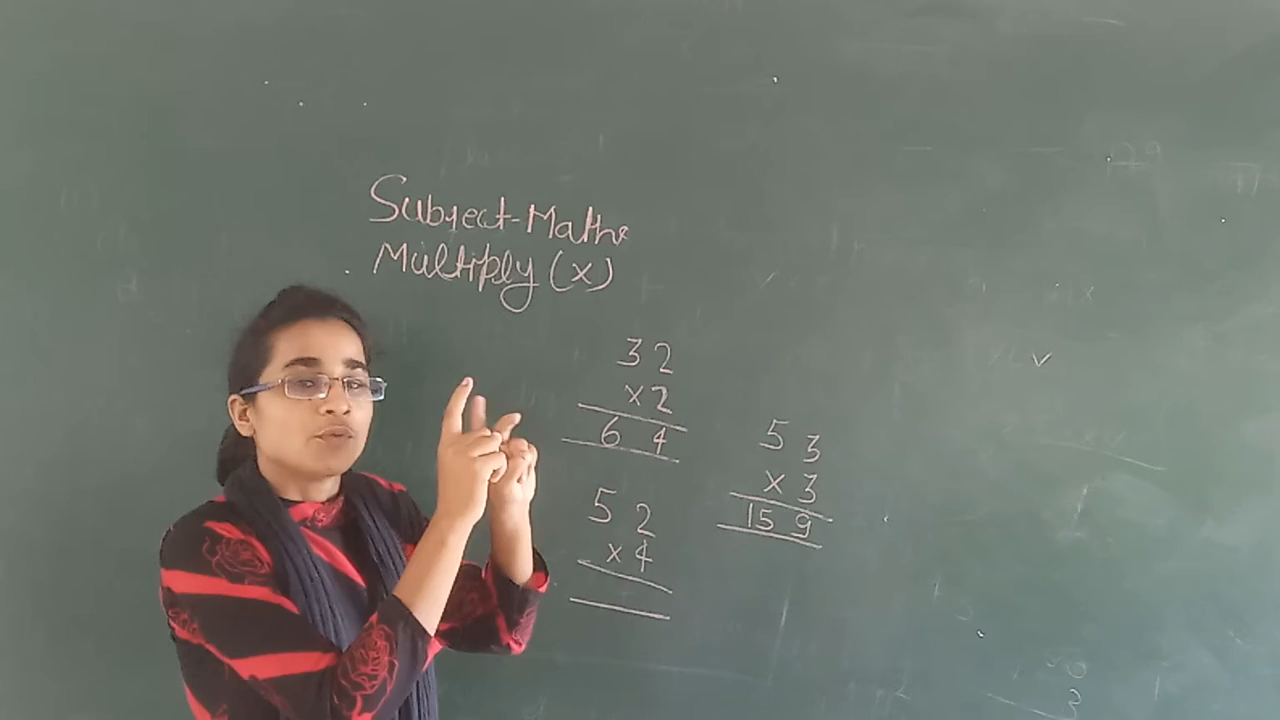 Subject-Maths
Multiply (x)
32
x2
64
52
x4
53
x3
159